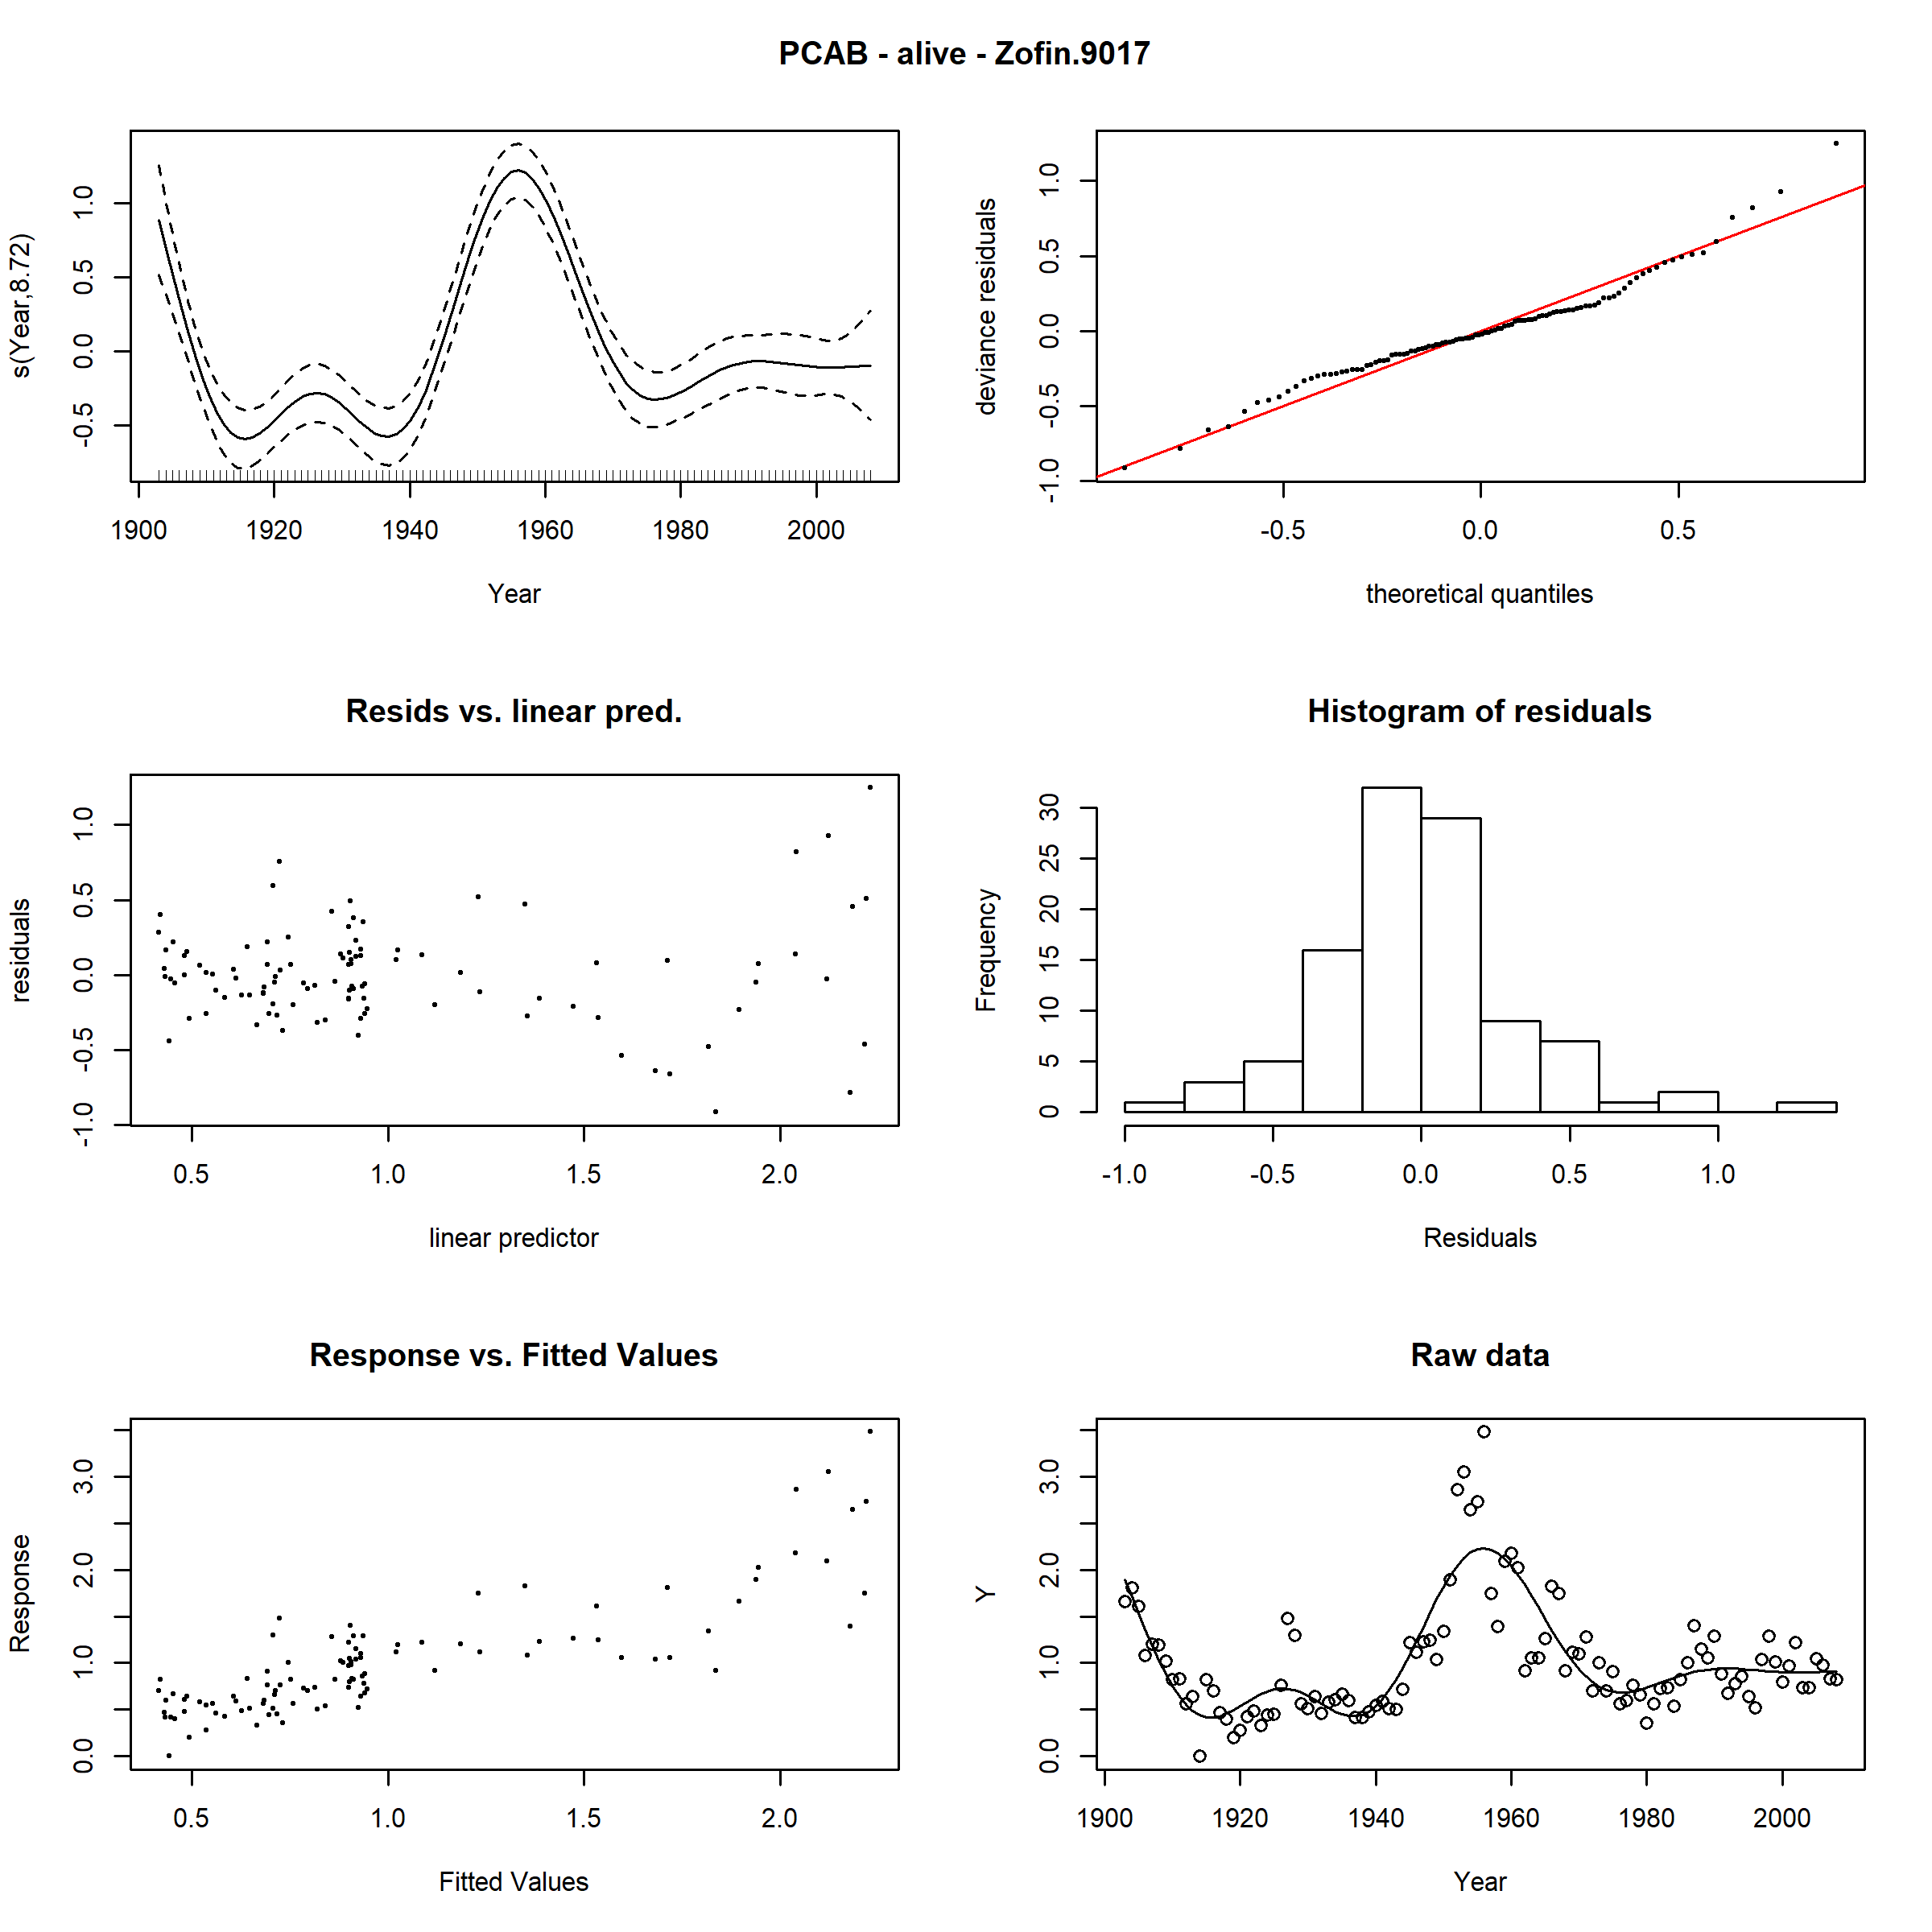 PCAB - alive - Zofin.9017
s(Year,8.72)
-0.5 0.0 0.5 1.0
1900 1920 1940 1960 1980 2000
Year
deviance residuals
-1.0 -0.5 0.0 0.5 1.0
-0.5 0.0 0.5
theoretical quantiles
Resids vs. linear pred.
residuals
-1.0 -0.5 0.0 0.5 1.0
0.5 1.0 1.5 2.0
linear predictor
Histogram of residuals
Frequency
0 5 10 15 20 25 30
-1.0 -0.5 0.0 0.5 1.0
Residuals
Response vs. Fitted Values
Response
0.0 1.0 2.0 3.0
0.5 1.0 1.5 2.0
Fitted Values
Raw data
Y
0.0 1.0 2.0 3.0
1900 1920 1940 1960 1980 2000
Year